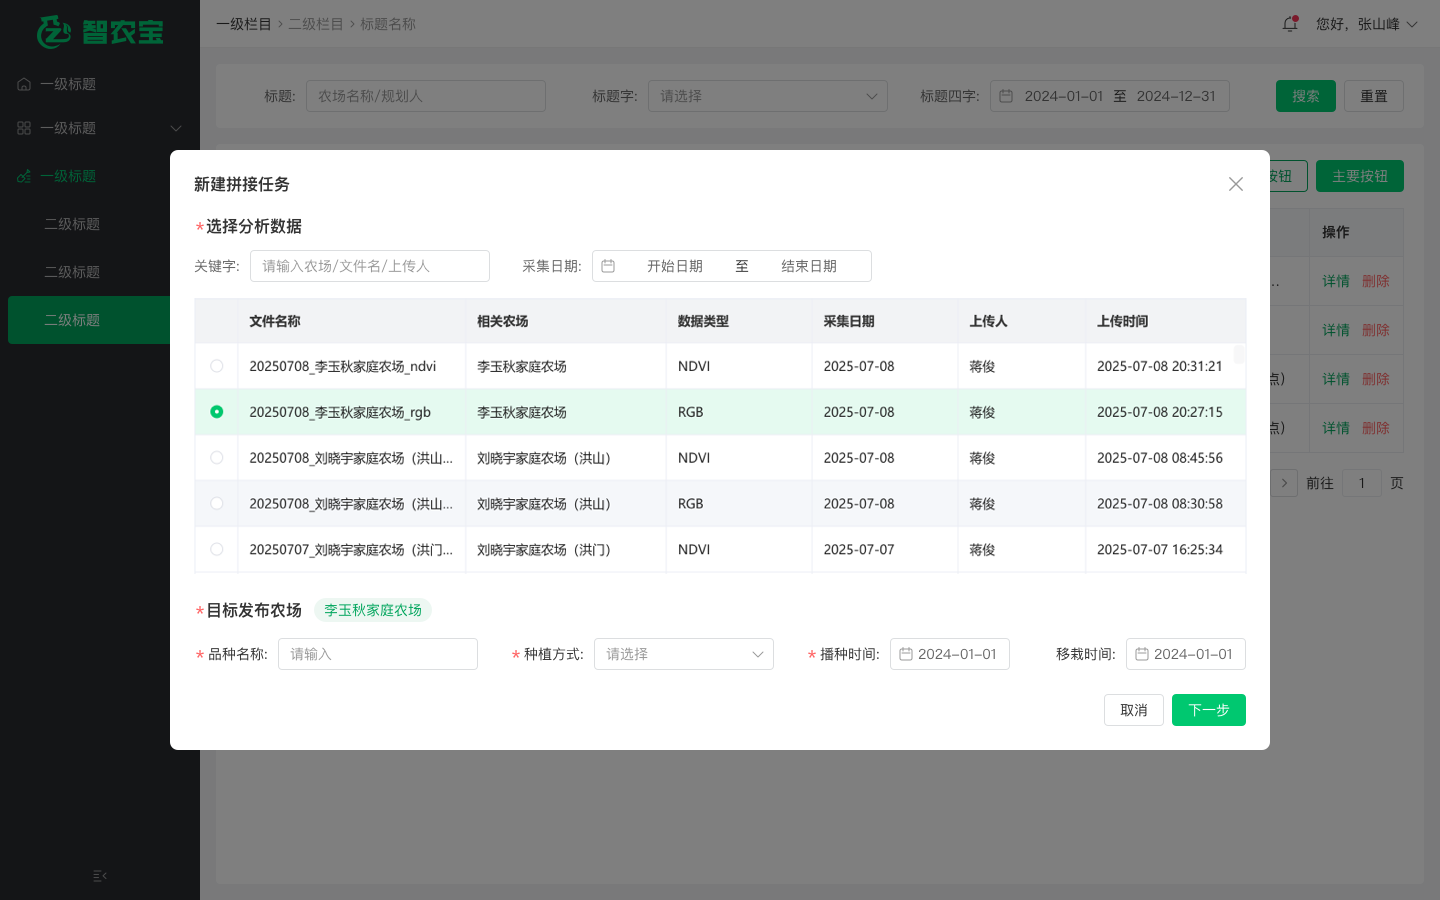 智农宝
一级栏目 › 二级栏目 › 标题名称
您好，张山峰
一级标题
一级标题
一级标题
二级标题
二级标题
二级标题
标题: 农场名称/规划人 标题字: 请选择 标题四字: 2024-01-01 至 2024-12-31 搜索 重置
按钮 主要按钮
操作
... 详情 删除
详情 删除
点） 详情 删除
点） 详情 删除
前往 1 页
新建拼接任务
*选择分析数据
关键字: 请输入农场/文件名/上传人 采集日期: 开始日期 至 结束日期
文件名称 相关农场 数据类型 采集日期 上传人 上传时间
20250708_李玉秋家庭农场_ndvi 李玉秋家庭农场 NDVI 2025-07-08 蒋俊 2025-07-08 20:31:21
20250708_李玉秋家庭农场_rgb 李玉秋家庭农场 RGB 2025-07-08 蒋俊 2025-07-08 20:27:15
20250708_刘晓宇家庭农场（洪山... 刘晓宇家庭农场（洪山） NDVI 2025-07-08 蒋俊 2025-07-08 08:45:56
20250708_刘晓宇家庭农场（洪山... 刘晓宇家庭农场（洪山） RGB 2025-07-08 蒋俊 2025-07-08 08:30:58
20250707_刘晓宇家庭农场（洪门... 刘晓宇家庭农场（洪门） NDVI 2025-07-07 蒋俊 2025-07-07 16:25:34
*目标发布农场 李玉秋家庭农场
* 品种名称: 请输入 * 种植方式: 请选择 * 播种时间: 2024-01-01 移栽时间: 2024-01-01
取消 下一步